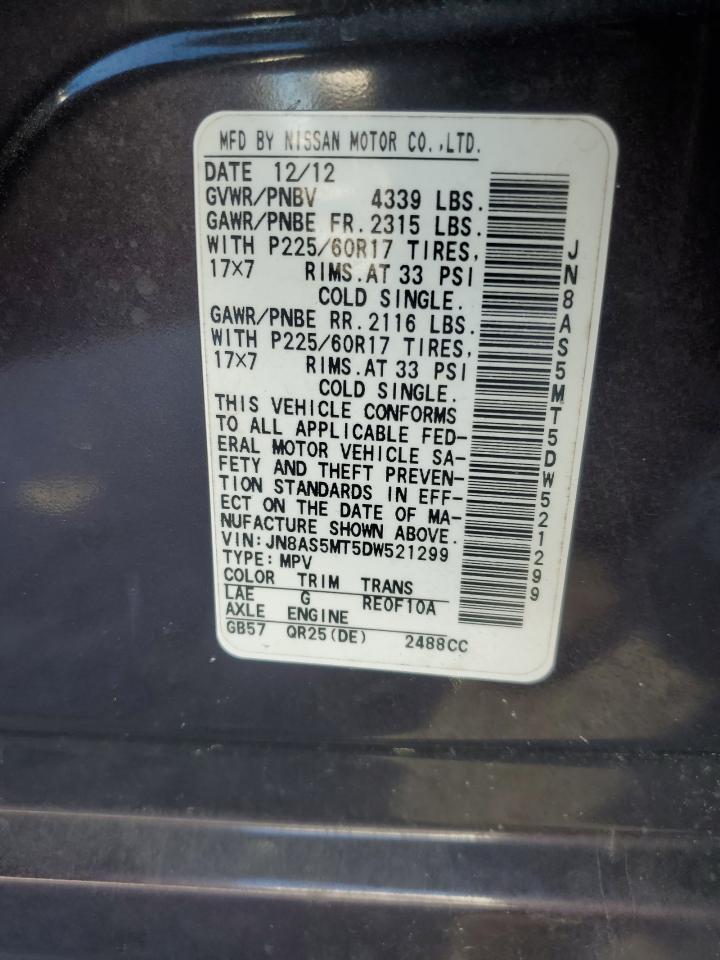 MFD BY NISSAN MOTOR CO.,LTD.
DATE 12/12
GVWR/PNBV 4339 LBS.
GAWR/PNBE FR. 2315 LBS.
WITH P225/60R17 TIRES,
17×7 RIMS. AT 33 PSI
COLD SINGLE.
GAWR/PNBE RR. 2116 LBS.
WITH P225/60R17 TIRES,
17×7 RIMS. AT 33 PSI
COLD SINGLE.
THIS VEHICLE CONFORMS
TO ALL APPLICABLE FED-
ERAL MOTOR VEHICLE SA-
FETY AND THEFT PREVEN-
TION STANDARDS IN EFF-
ECT ON THE DATE OF MA-
NUFACTURE SHOWN ABOVE.
VIN: JN8AS5MT5DW521299
TYPE: MPV
COLOR TRIM TRANS
LAE G RE0F10A
AXLE ENGINE
GB57 QR25(DE) 2488CC
JN8AS5MT5DW521299